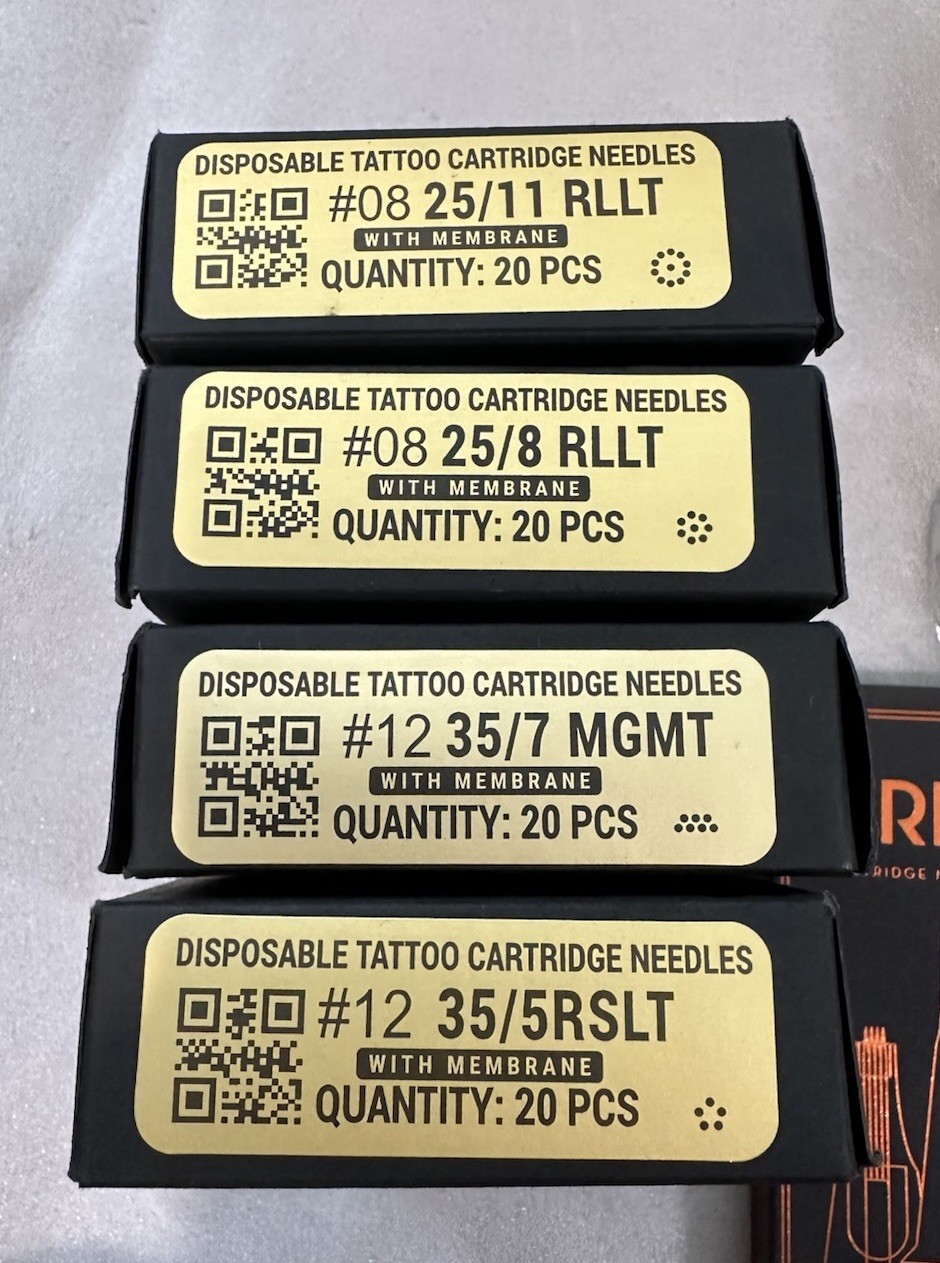 DISPOSABLE TATTOO CARTRIDGE NEEDLES
#08 25/11 RLLT
WITH MEMBRANE
QUANTITY: 20 PCS
DISPOSABLE TATTOO CARTRIDGE NEEDLES
#08 25/8 RLLT
WITH MEMBRANE
QUANTITY: 20 PCS
DISPOSABLE TATTOO CARTRIDGE NEEDLES
#12 35/7 MGMT
WITH MEMBRANE
QUANTITY: 20 PCS
DISPOSABLE TATTOO CARTRIDGE NEEDLES
#12 35/5RSLT
WITH MEMBRANE
QUANTITY: 20 PCS